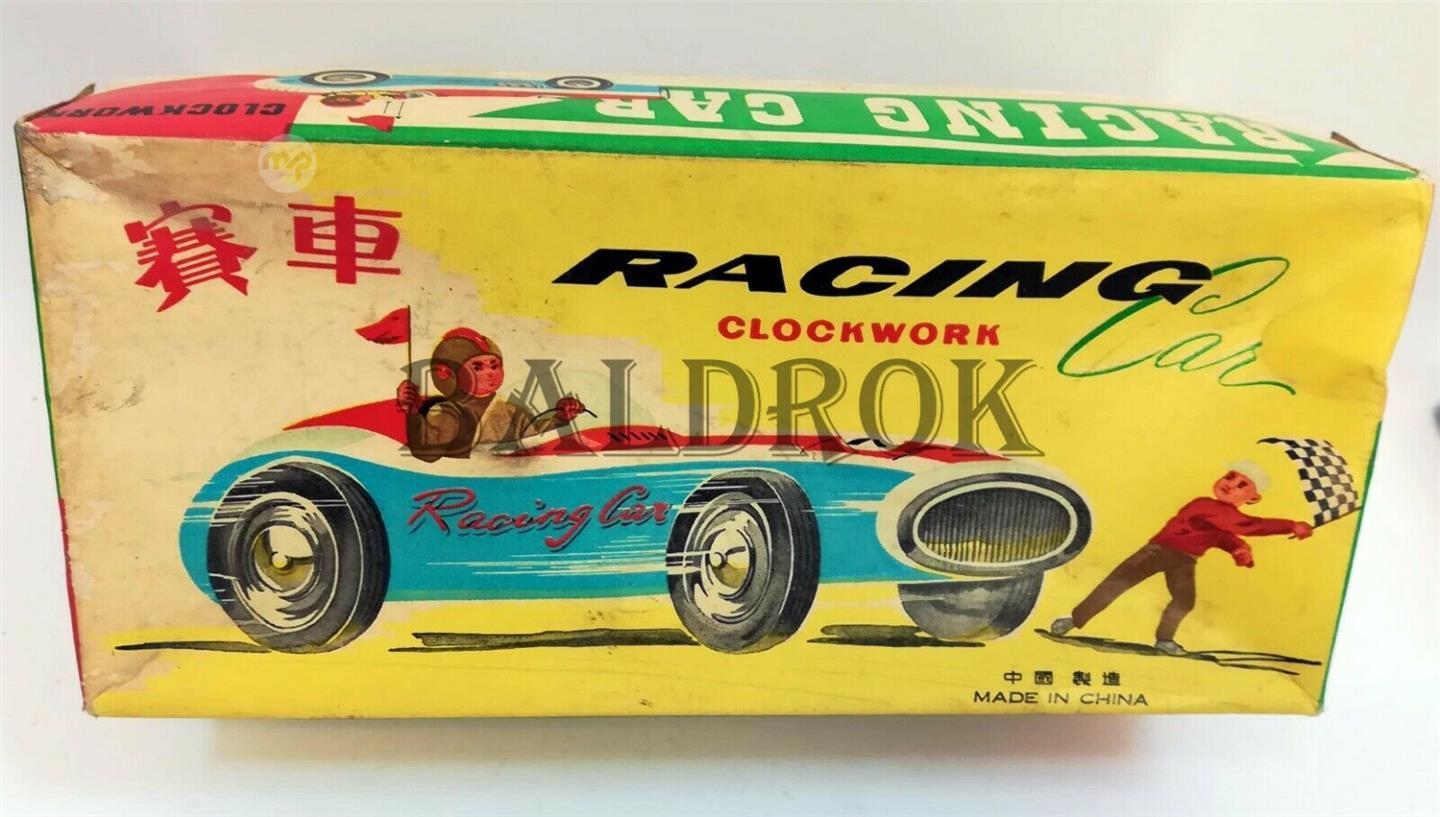 CLOCKWORK
RACING CAR
賽車
RACING
Car
CLOCKWORK
BALDROK
Racing Car
中國製造
MADE IN CHINA